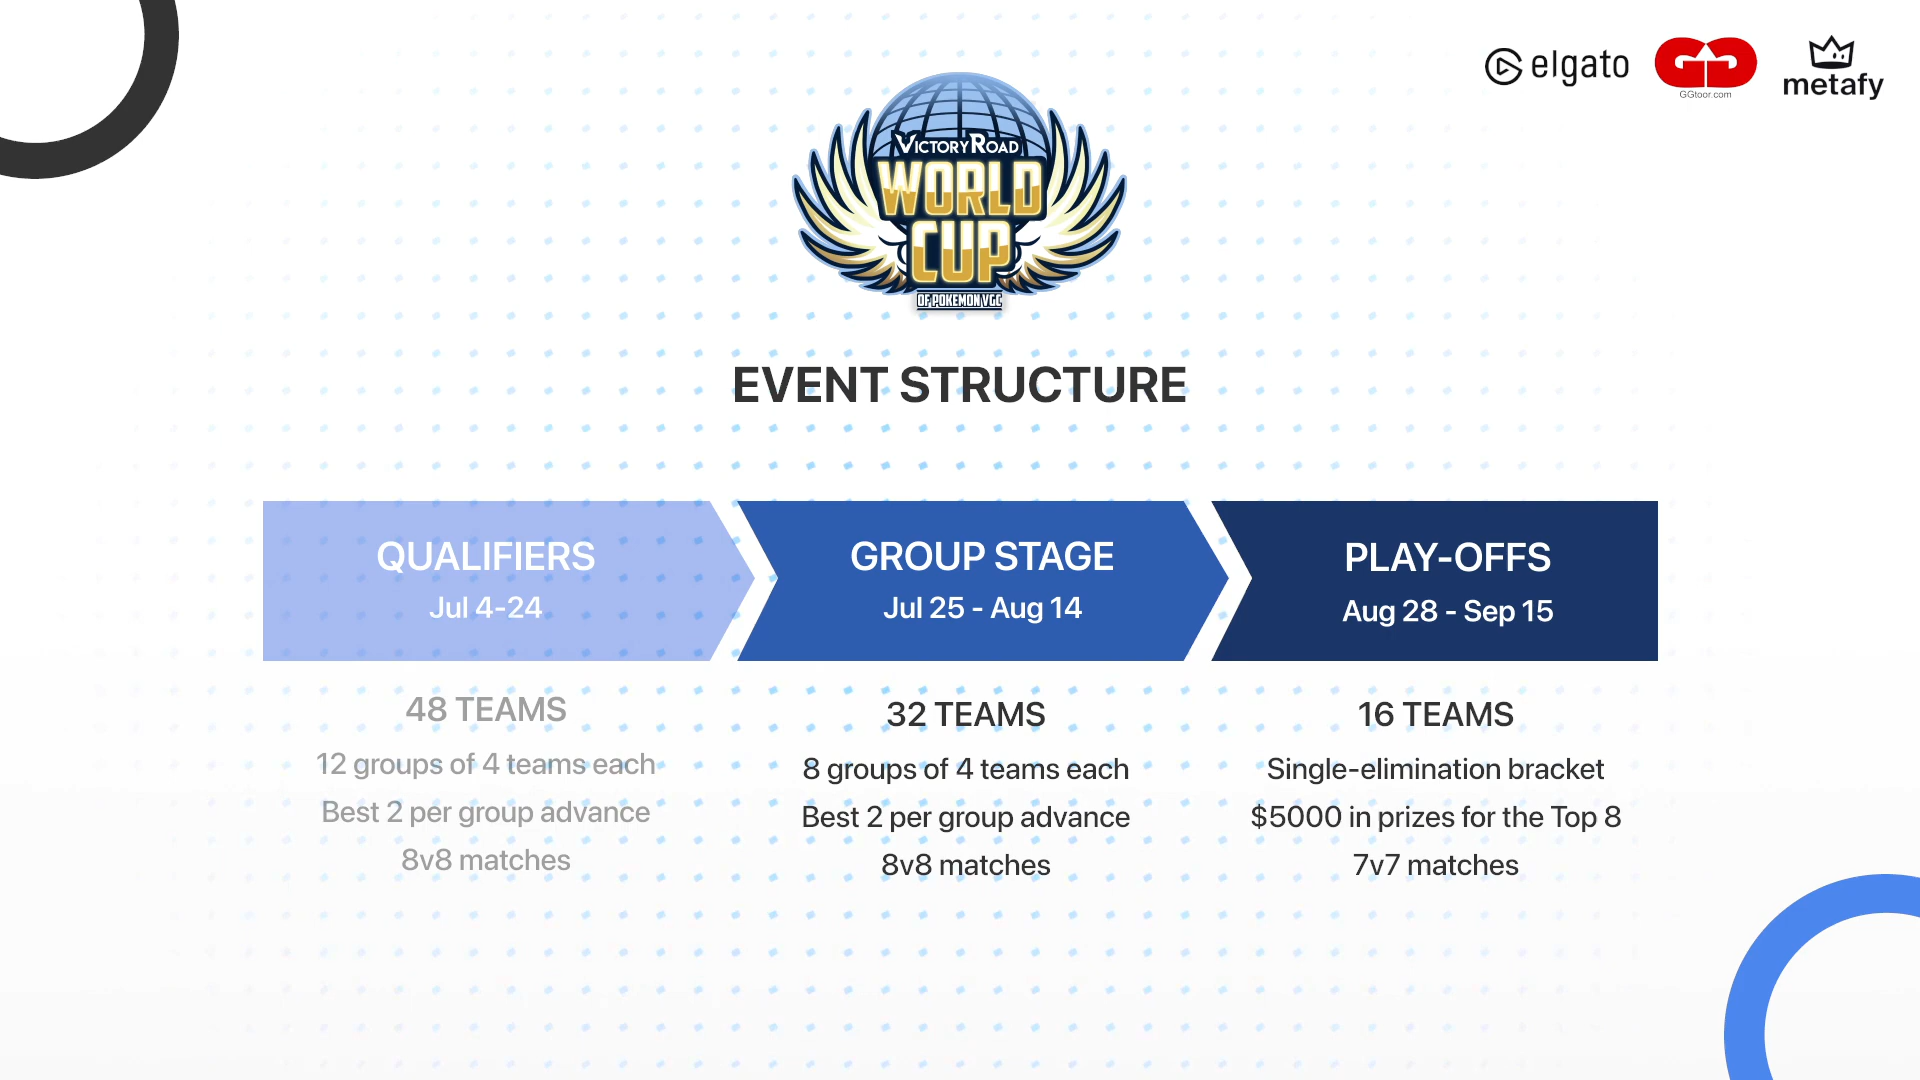 elgato
GGtoor.com
metafy
VICTORY ROAD
WORLD
CUP
OF POKEMON VGC
EVENT STRUCTURE
QUALIFIERS
Jul 4-24
48 TEAMS
12 groups of 4 teams each
Best 2 per group advance
8v8 matches
GROUP STAGE
Jul 25 - Aug 14
32 TEAMS
8 groups of 4 teams each
Best 2 per group advance
8v8 matches
PLAY-OFFS
Aug 28 - Sep 15
16 TEAMS
Single-elimination bracket
$5000 in prizes for the Top 8
7v7 matches